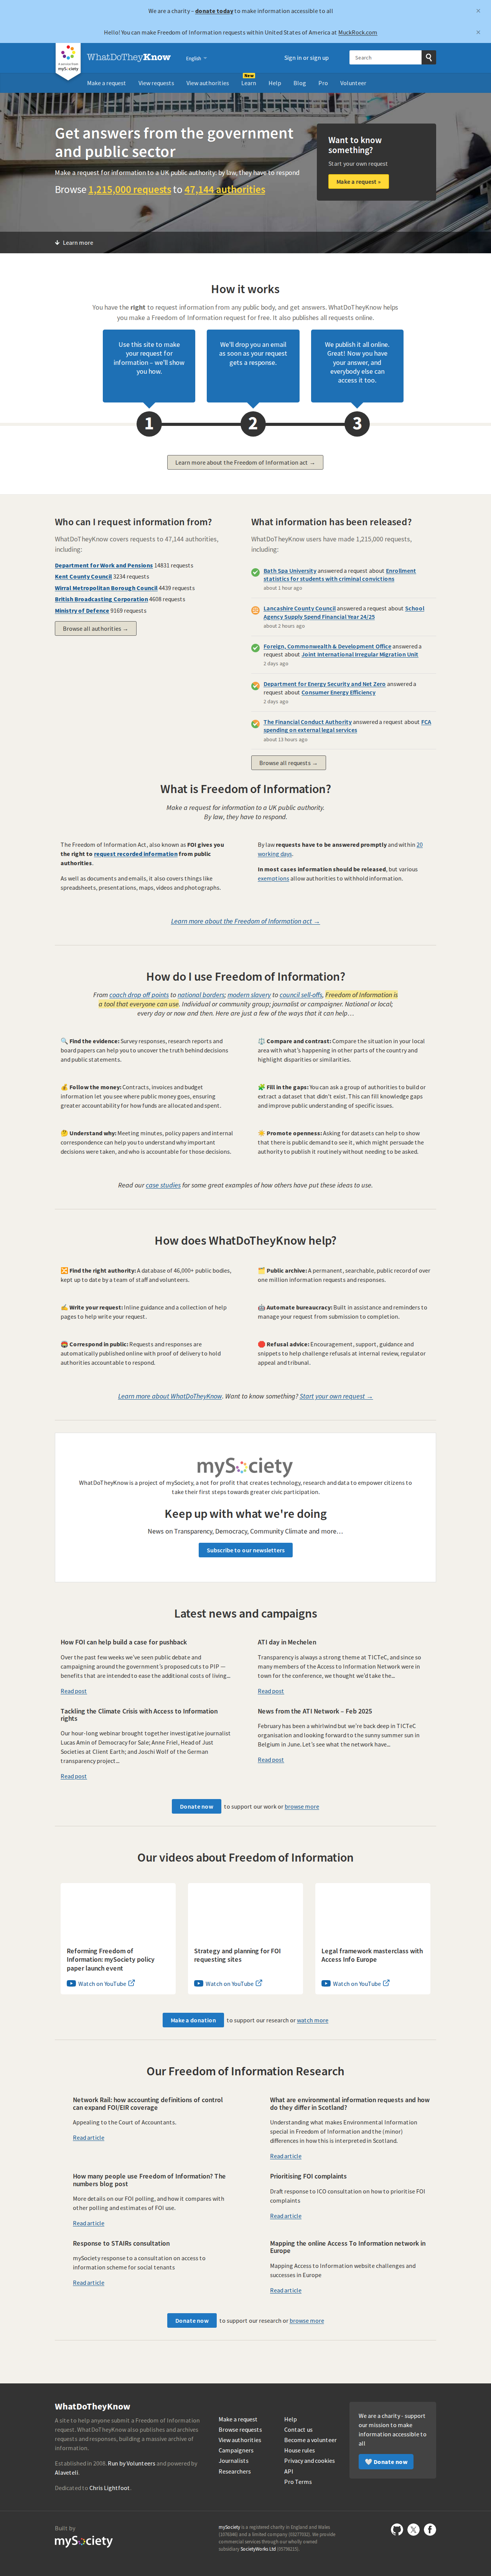 We are a charity – donate today to make information accessible to all
×
Hello! You can make Freedom of Information requests within United States of America at MuckRock.com
×
WhatDoTheyKnow
English
Sign in or sign up
Search
Make a request
View requests
View authorities
New
Learn
Help
Blog
Pro
Volunteer
Get answers from the government
and public sector
Make a request for information to a UK public authority: by law, they have to respond
Browse 1,215,000 requests to 47,144 authorities
Want to know
something?
Start your own request
Make a request »
Learn more
How it works
You have the right to request information from any public body, and get answers. WhatDoTheyKnow helps
you make a Freedom of Information request for free. It also publishes all requests online.
Use this site to make
your request for
information – we'll show
you how.
We'll drop you an email
as soon as your request
gets a response.
We publish it all online.
Great! Now you have
your answer, and
everybody else can
access it too.
1
2
3
Learn more about the Freedom of Information act →
Who can I request information from?
WhatDoTheyKnow covers requests to 47,144 authorities,
including:
Department for Work and Pensions 14831 requests
Kent County Council 3234 requests
Wirral Metropolitan Borough Council 4439 requests
British Broadcasting Corporation 4608 requests
Ministry of Defence 9169 requests
Browse all authorities →
What information has been released?
WhatDoTheyKnow users have made 1,215,000 requests,
including:
Bath Spa University answered a request about Enrollment
statistics for students with criminal convictions
about 1 hour ago
Lancashire County Council answered a request about School
Agency Supply Spend Financial Year 24/25
about 2 hours ago
Foreign, Commonwealth & Development Office answered a
request about Joint International Irregular Migration Unit
2 days ago
Department for Energy Security and Net Zero answered a
request about Consumer Energy Efficiency
2 days ago
The Financial Conduct Authority answered a request about FCA
spending on external legal services
about 13 hours ago
Browse all requests →
What is Freedom of Information?
Make a request for information to a UK public authority.
By law, they have to respond.
The Freedom of Information Act, also known as FOI gives you
the right to request recorded information from public
authorities.
As well as documents and emails, it also covers things like
spreadsheets, presentations, maps, videos and photographs.
By law requests have to be answered promptly and within 20
working days.
In most cases information should be released, but various
exemptions allow authorities to withhold information.
Learn more about the Freedom of Information act →
How do I use Freedom of Information?
From coach drop off points to national borders; modern slavery to council sell-offs, Freedom of Information is
a tool that everyone can use. Individual or community group; journalist or campaigner. National or local;
every day or now and then. Here are just a few of the ways that it can help…
🔍 Find the evidence: Survey responses, research reports and
board papers can help you to uncover the truth behind decisions
and public statements.
⚖️ Compare and contrast: Compare the situation in your local
area with what's happening in other parts of the country and
highlight disparities or similarities.
💰 Follow the money: Contracts, invoices and budget
information let you see where public money goes, ensuring
greater accountability for how funds are allocated and spent.
🧩 Fill in the gaps: You can ask a group of authorities to build or
extract a dataset that didn't exist. This can fill knowledge gaps
and improve public understanding of specific issues.
🤔 Understand why: Meeting minutes, policy papers and internal
correspondence can help you to understand why important
decisions were taken, and who is accountable for those decisions.
☀️ Promote openness: Asking for datasets can help to show
that there is public demand to see it, which might persuade the
authority to publish it routinely without needing to be asked.
Read our case studies for some great examples of how others have put these ideas to use.
How does WhatDoTheyKnow help?
🔀 Find the right authority: A database of 46,000+ public bodies,
kept up to date by a team of staff and volunteers.
🗂️ Public archive: A permanent, searchable, public record of over
one million information requests and responses.
✍️ Write your request: Inline guidance and a collection of help
pages to help write your request.
🤖 Automate bureaucracy: Built in assistance and reminders to
manage your request from submission to completion.
Correspond in public: Requests and responses are
automatically published online with proof of delivery to hold
authorities accountable to respond.
🛑 Refusal advice: Encouragement, support, guidance and
snippets to help challenge refusals at internal review, regulator
appeal and tribunal.
Learn more about WhatDoTheyKnow. Want to know something? Start your own request →
mySociety
WhatDoTheyKnow is a project of mySociety, a not for profit that creates technology, research and data to empower citizens to
take their first steps towards greater civic participation.
Keep up with what we're doing
News on Transparency, Democracy, Community Climate and more…
Subscribe to our newsletters
Latest news and campaigns
How FOI can help build a case for pushback
Over the past few weeks we've seen public debate and
campaigning around the government's proposed cuts to PIP —
benefits that are intended to ease the additional costs of living...
Read post
ATI day in Mechelen
Transparency is always a strong theme at TICTeC, and since so
many members of the Access to Information Network were in
town for the conference, we thought we'd take the...
Read post
Tackling the Climate Crisis with Access to Information
rights
Our hour-long webinar brought together investigative journalist
Lucas Amin of Democracy for Sale; Anne Friel, Head of Just
Societies at Client Earth; and Joschi Wolf of the German
transparency project...
Read post
News from the ATI Network – Feb 2025
February has been a whirlwind but we're back deep in TICTeC
organisation and looking forward to the sunny summer sun in
Belgium in June. Let's see what the network have...
Read post
Donate now to support our work or browse more
Our videos about Freedom of Information
Reforming Freedom of
Information: mySociety policy
paper launch event
Watch on YouTube
Strategy and planning for FOI
requesting sites
Watch on YouTube
Legal framework masterclass with
Access Info Europe
Watch on YouTube
Make a donation to support our research or watch more
Our Freedom of Information Research
Network Rail: how accounting definitions of control
can expand FOI/EIR coverage
Appealing to the Court of Accountants.
Read article
What are environmental information requests and how
do they differ in Scotland?
Understanding what makes Environmental Information
special in Freedom of Information and the (minor)
differences in how this is interpreted in Scotland.
Read article
How many people use Freedom of Information? The
numbers blog post
More details on our FOI polling, and how it compares with
other polling and estimates of FOI use.
Read article
Prioritising FOI complaints
Draft response to ICO consultation on how to prioritise FOI
complaints
Read article
Response to STAIRs consultation
mySociety response to a consultation on access to
information scheme for social tenants
Read article
Mapping the online Access To Information network in
Europe
Mapping Access to Information website challenges and
successes in Europe
Read article
Donate now to support our research or browse more
WhatDoTheyKnow
A site to help anyone submit a Freedom of Information
request. WhatDoTheyKnow also publishes and archives
requests and responses, building a massive archive of
information.
Established in 2008. Run by Volunteers and powered by
Alaveteli.
Dedicated to Chris Lightfoot.
Make a request
Browse requests
View authorities
Campaigners
Journalists
Researchers
Help
Contact us
Become a volunteer
House rules
Privacy and cookies
API
Pro Terms
We are a charity - support
our mission to make
information accessible to
all
🤍 Donate now
Built by
mySociety
mySociety is a registered charity in England and Wales
(1076346) and a limited company (03277032). We provide
commercial services through our wholly owned
subsidiary SocietyWorks Ltd (05798215).